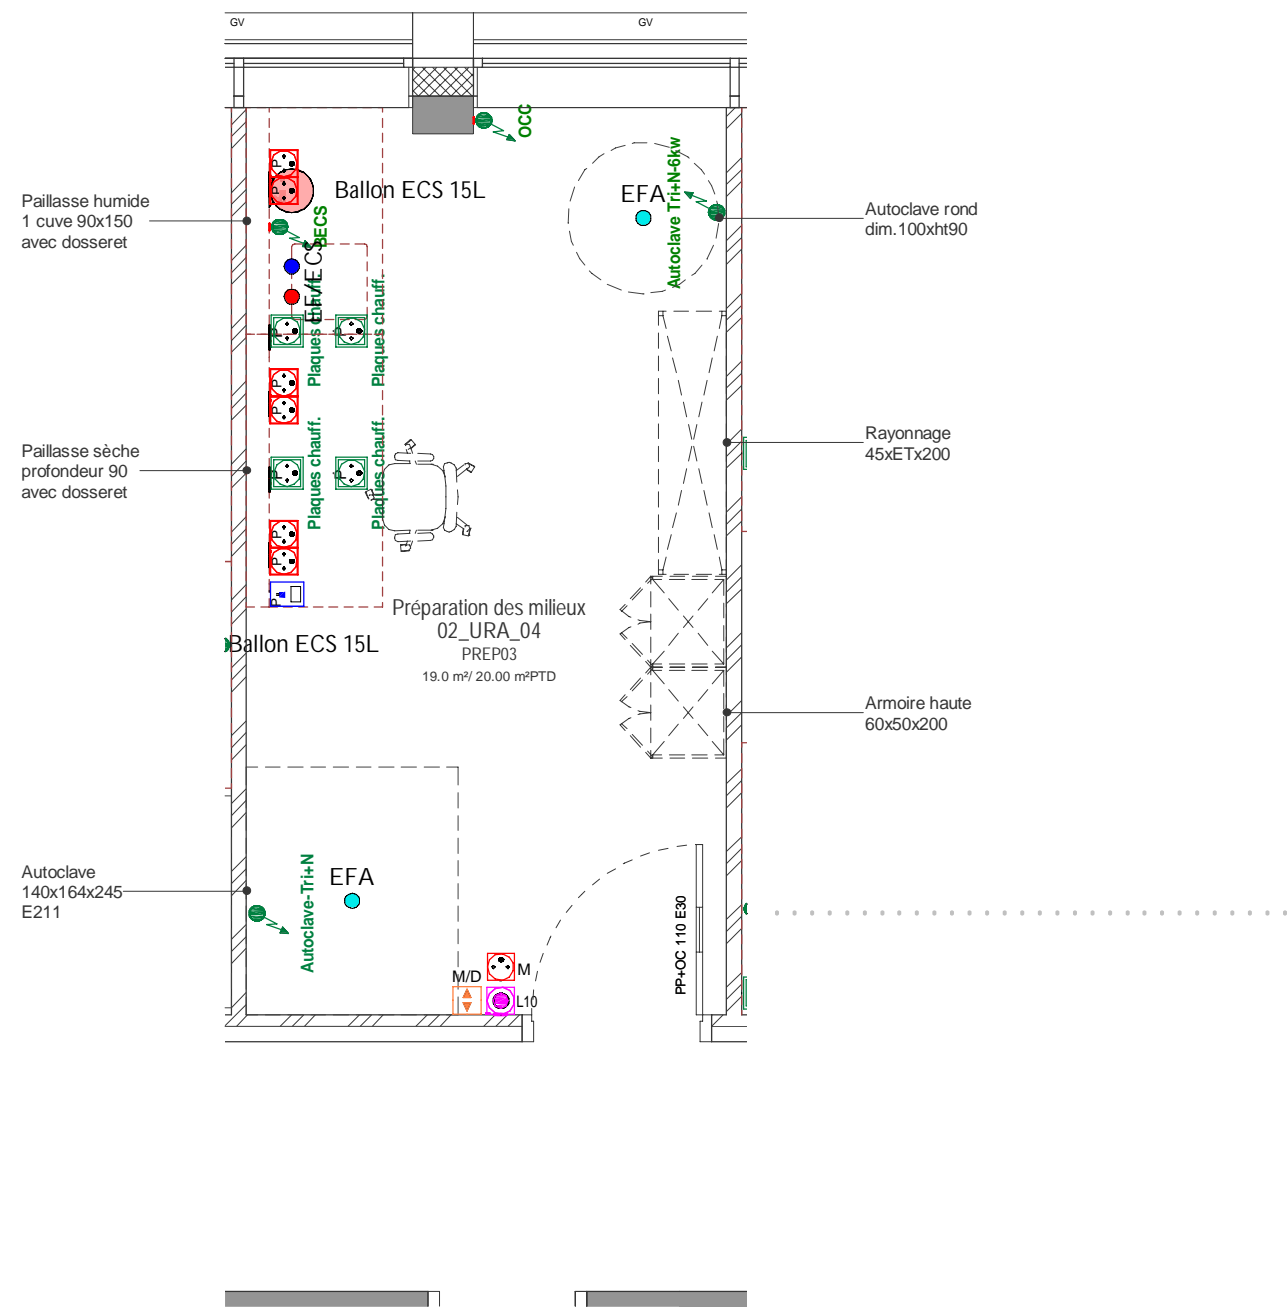 GV
GV
OCC
Ballon ECS 15L
EFA
Autoclave Tri+N-6kw
Paillasse humide
1 cuve 90x150
avec dosseret
Autoclave rond
dim.100xht90
BECS
EF/ECS
P
P
P
P
Plaques chauff.
Plaques chauff.
P
P
Rayonnage
45xETx200
Paillasse sèche
profondeur 90
avec dosseret
P
P
Plaques chauff.
Plaques chauff.
P
P
P
Préparation des milieux
02_URA_04
PREP03
19.0 m²/ 20.00 m²PTD
Ballon ECS 15L
Armoire haute
60x50x200
Autoclave
140x164x245
E211
Autoclave-Tri+N
EFA
PP+OC 110 E30
M/D
M
L10